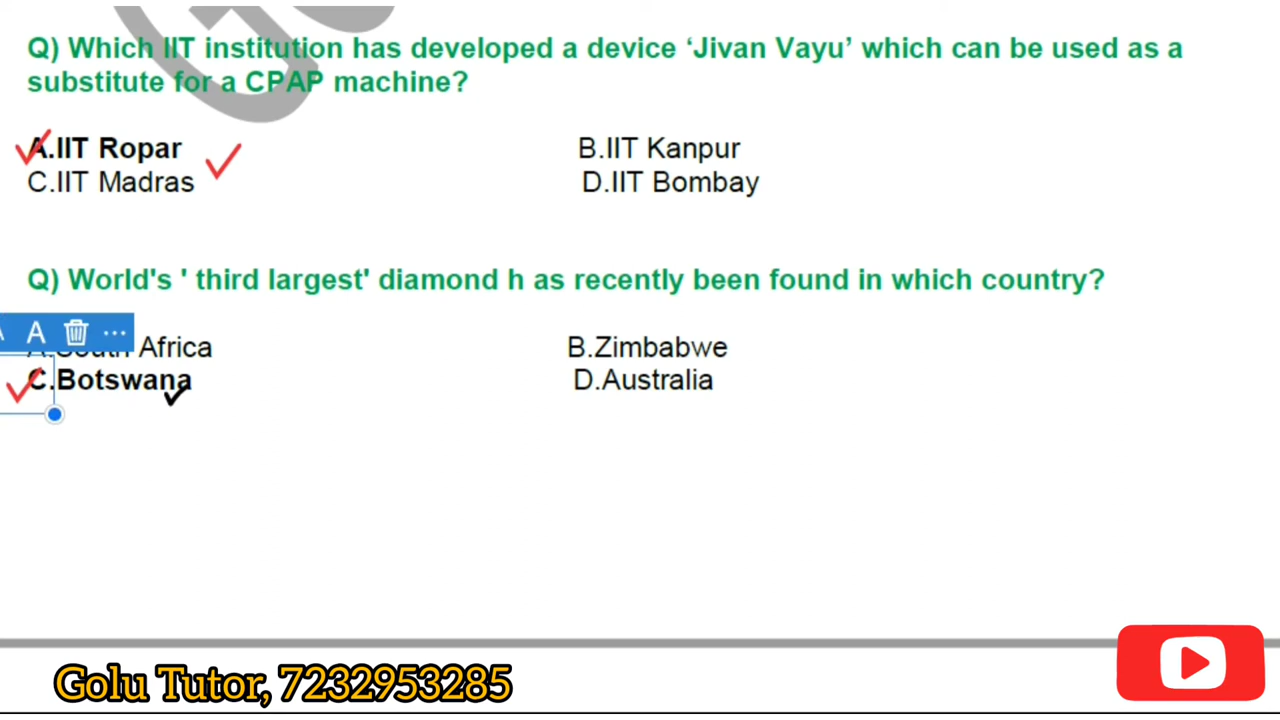 Q) Which IIT institution has developed a device ‘Jivan Vayu’ which can be used as a
substitute for a CPAP machine?
A.IIT Ropar B.IIT Kanpur
C.IIT Madras D.IIT Bombay
Q) World's ' third largest' diamond h as recently been found in which country?
A A ...
A.South Africa B.Zimbabwe
C.Botswana D.Australia
Golu Tutor, 7232953285